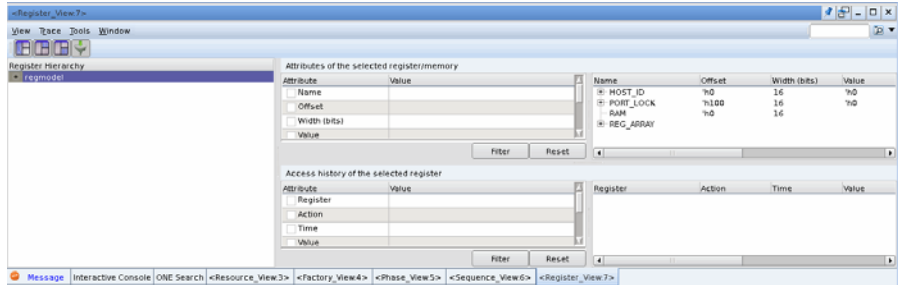 <Register_View:7>
View Trace Tools Window
Register Hierarchy
regmodel
Attributes of the selected register/memory
Attribute Value
Name
Offset
Width (bits)
Value
Filter Reset
Name Offset Width (bits) Value
HOST_ID 'h0 16 'h0
PORT_LOCK 'h100 16 'h0
RAM 'h0 16
REG_ARRAY
Access history of the selected register
Attribute Value
Register
Action
Time
Value
Filter Reset
Register Action Time Value
Message Interactive Console ONE Search <Resource_View:3> <Factory_View:4> <Phase_View:5> <Sequence_View:6> <Register_View:7>